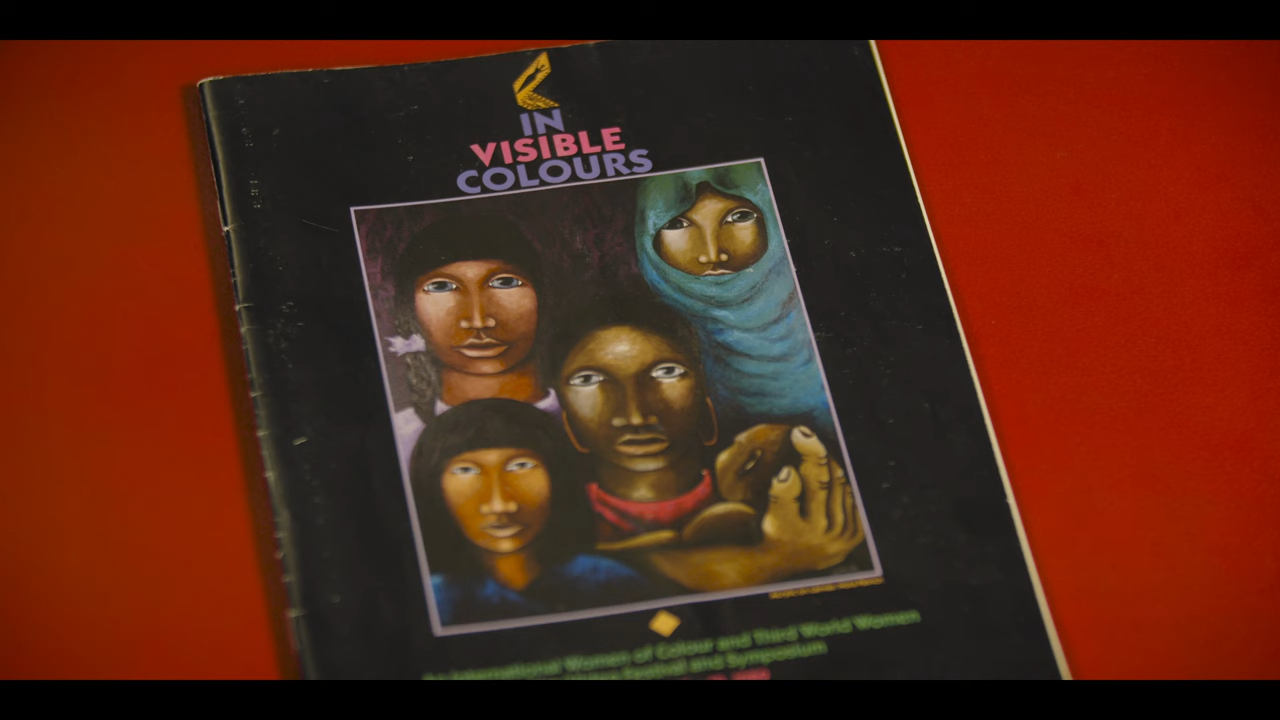 IN
VISIBLE
COLOURS
An International Women of Colour and Third World Women
Festival and Symposium